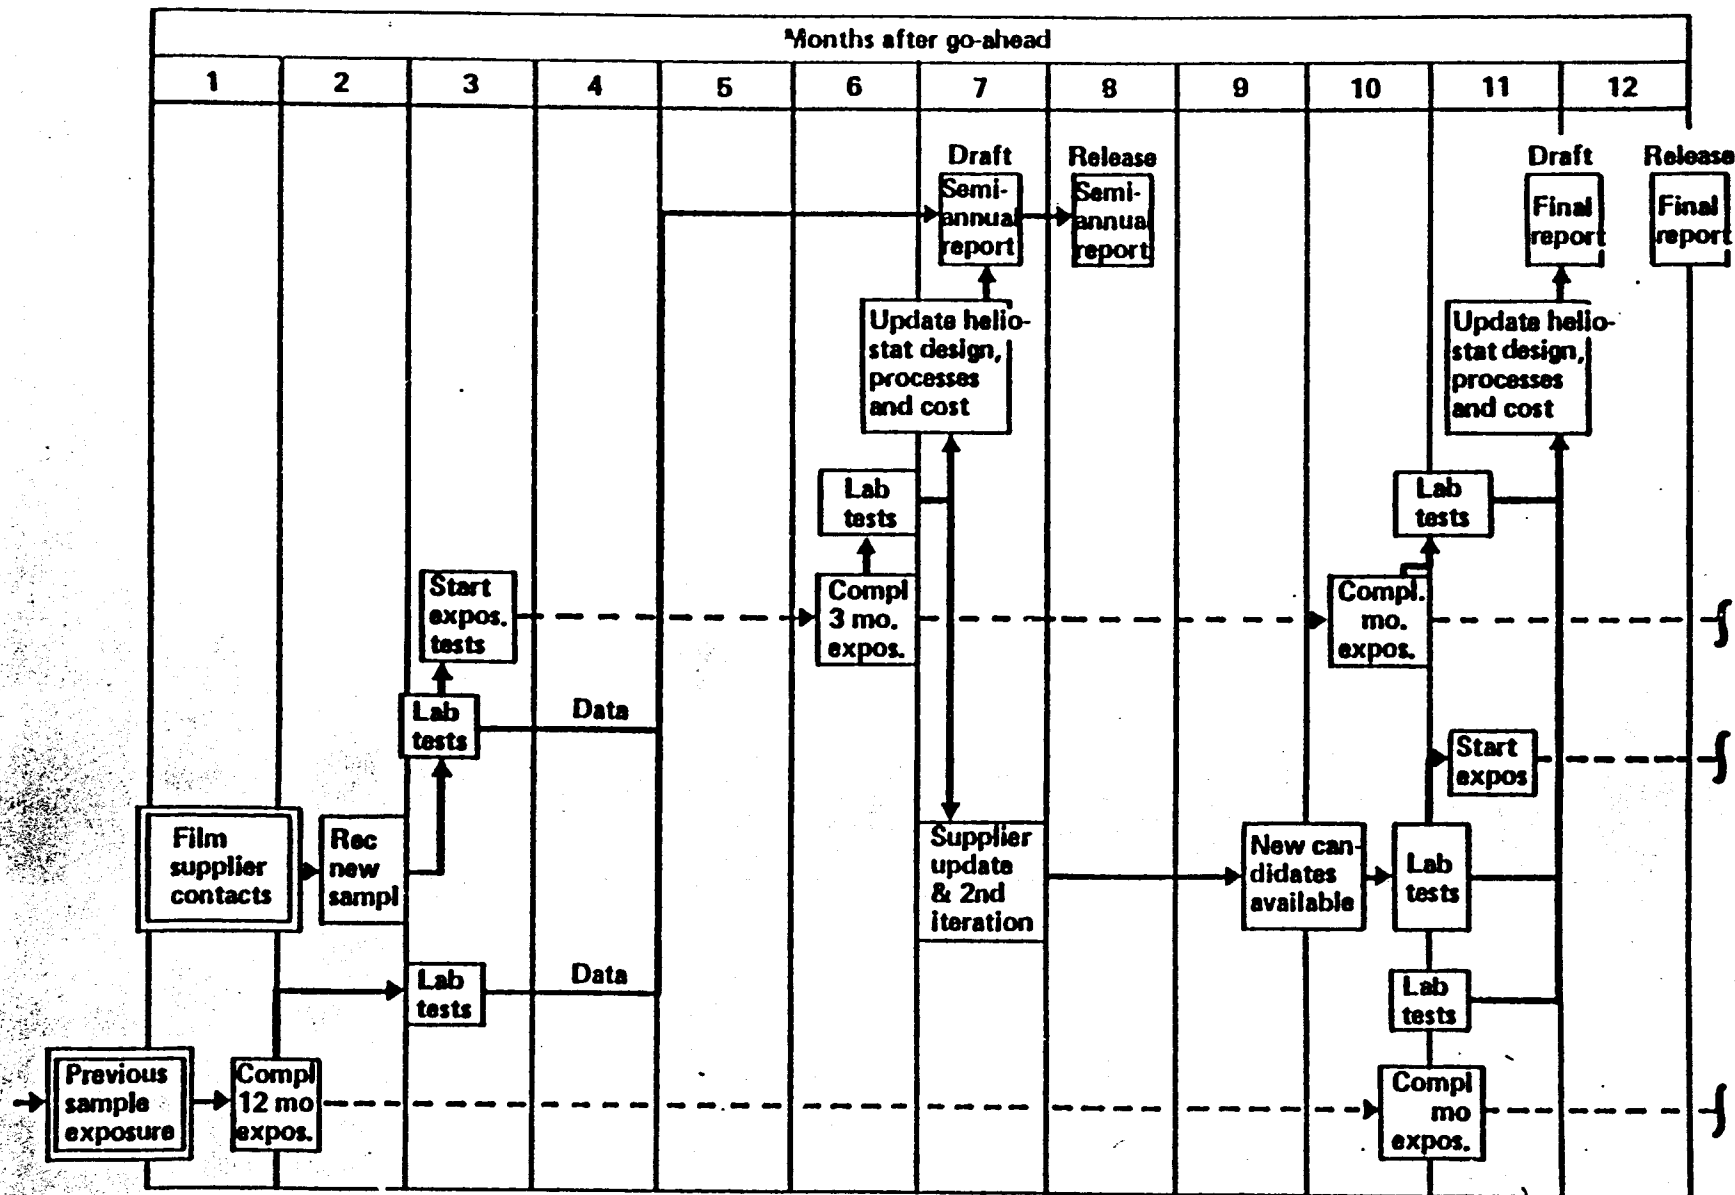 Months after go-ahead
1 2 3 4 5 6 7 8 9 10 11 12
Draft
Semi-
annual
report
Release
Semi-
annual
report
Draft
Final
report
Release
Final
report
Update helio-
stat design,
processes
and cost
Update helio-
stat design,
processes
and cost
Lab
tests
Lab
tests
Start
expos.
tests
Compl
3 mo.
expos.
Compl.
mo.
expos.
Lab
tests
Data
Start
expos
Film
supplier
contacts
Rec
new
sampl
Supplier
update
& 2nd
iteration
New can-
didates
available
Lab
tests
Lab
tests
Data
Lab
tests
Previous
sample
exposure
Compl
12 mo
expos.
Compl
mo
expos.